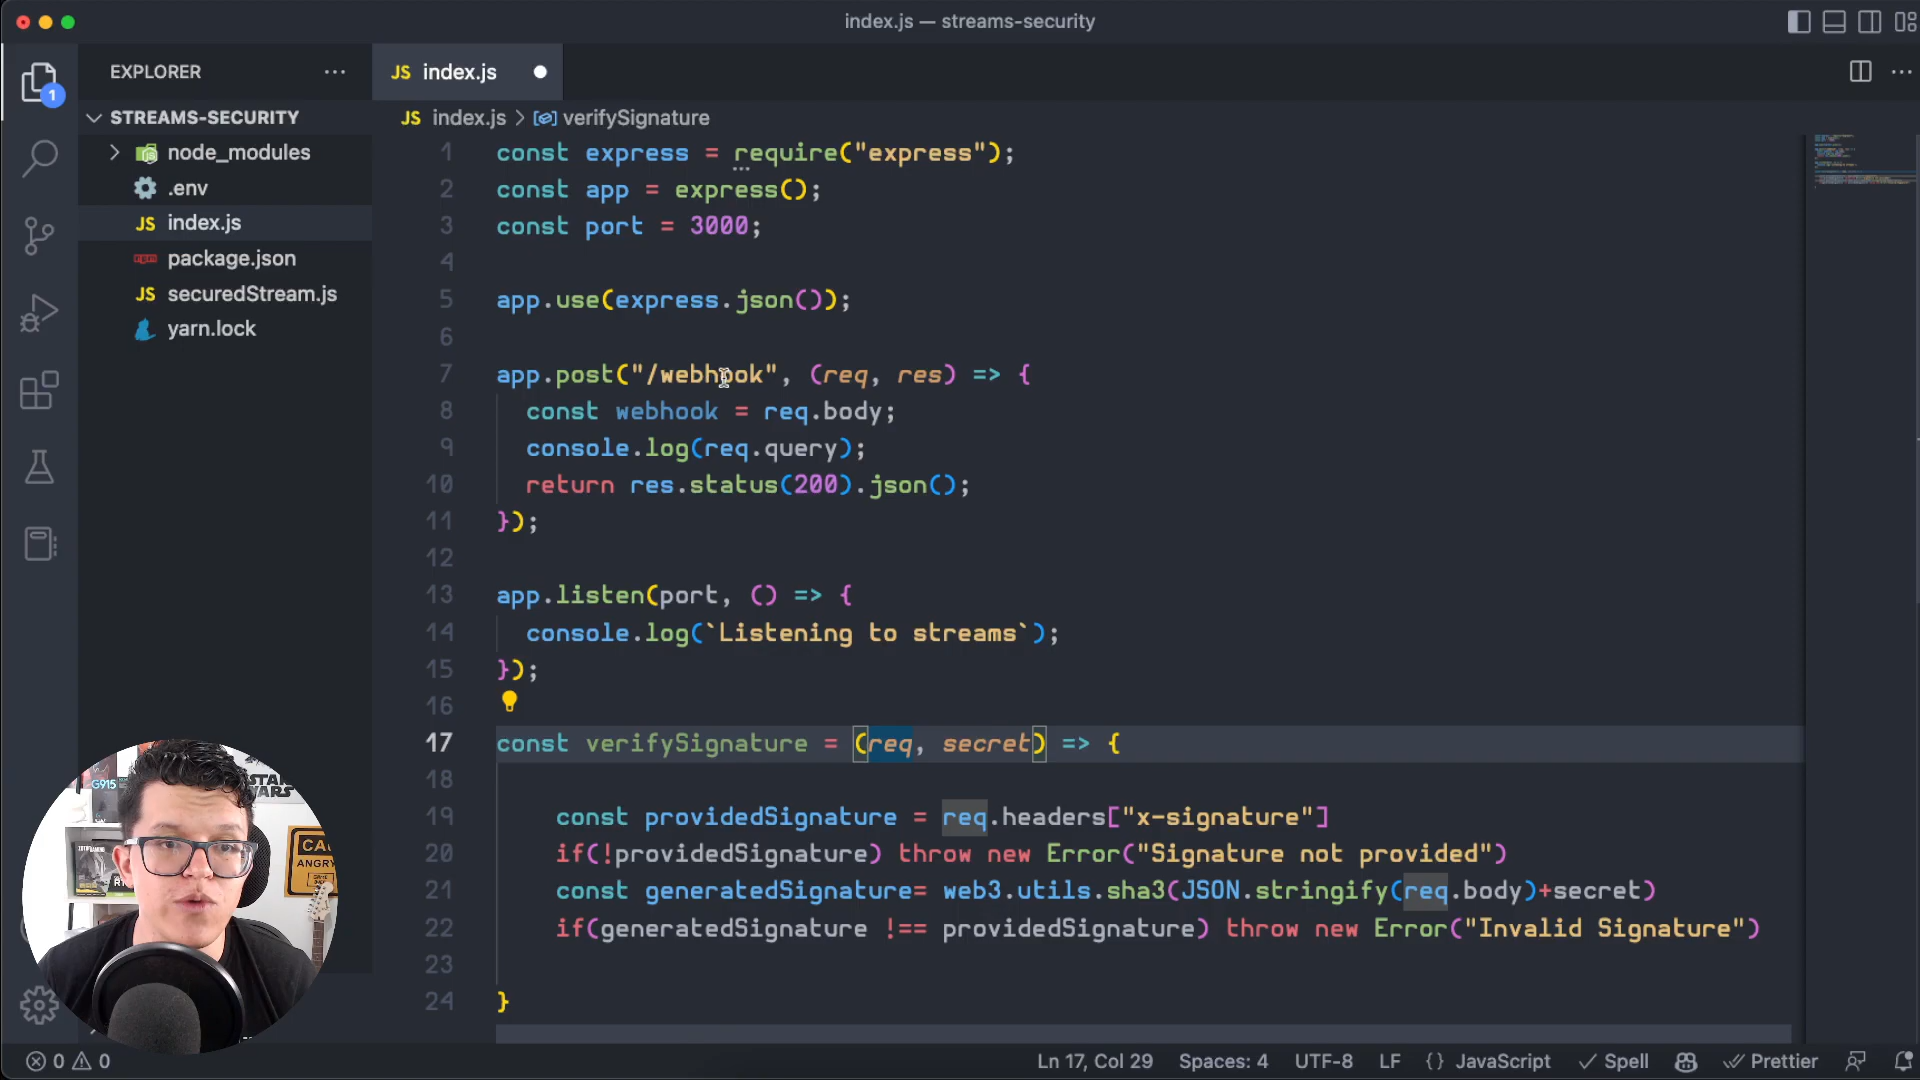 index.js — streams-security
EXPLORER
STREAMS-SECURITY
node_modules
.env
JS index.js
package.json
JS securedStream.js
yarn.lock
1
JS index.js
JS index.js > verifySignature
1 const express = require("express");
2 const app = express();
3 const port = 3000;
4
5 app.use(express.json());
6
7 app.post("/webhook", (req, res) => {
8 const webhook = req.body;
9 console.log(req.query);
10 return res.status(200).json();
11 });
12
13 app.listen(port, () => {
14 console.log(`Listening to streams`);
15 });
16
17 const verifySignature = (req, secret) => {
18
19 const providedSignature = req.headers["x-signature"]
20 if(!providedSignature) throw new Error("Signature not provided")
21 const generatedSignature= web3.utils.sha3(JSON.stringify(req.body)+secret)
22 if(generatedSignature !== providedSignature) throw new Error("Invalid Signature")
23
24 }
G915
STAR WARS
ANGRY
0 0
Ln 17, Col 29 Spaces: 4 UTF-8 LF {} JavaScript Spell Prettier